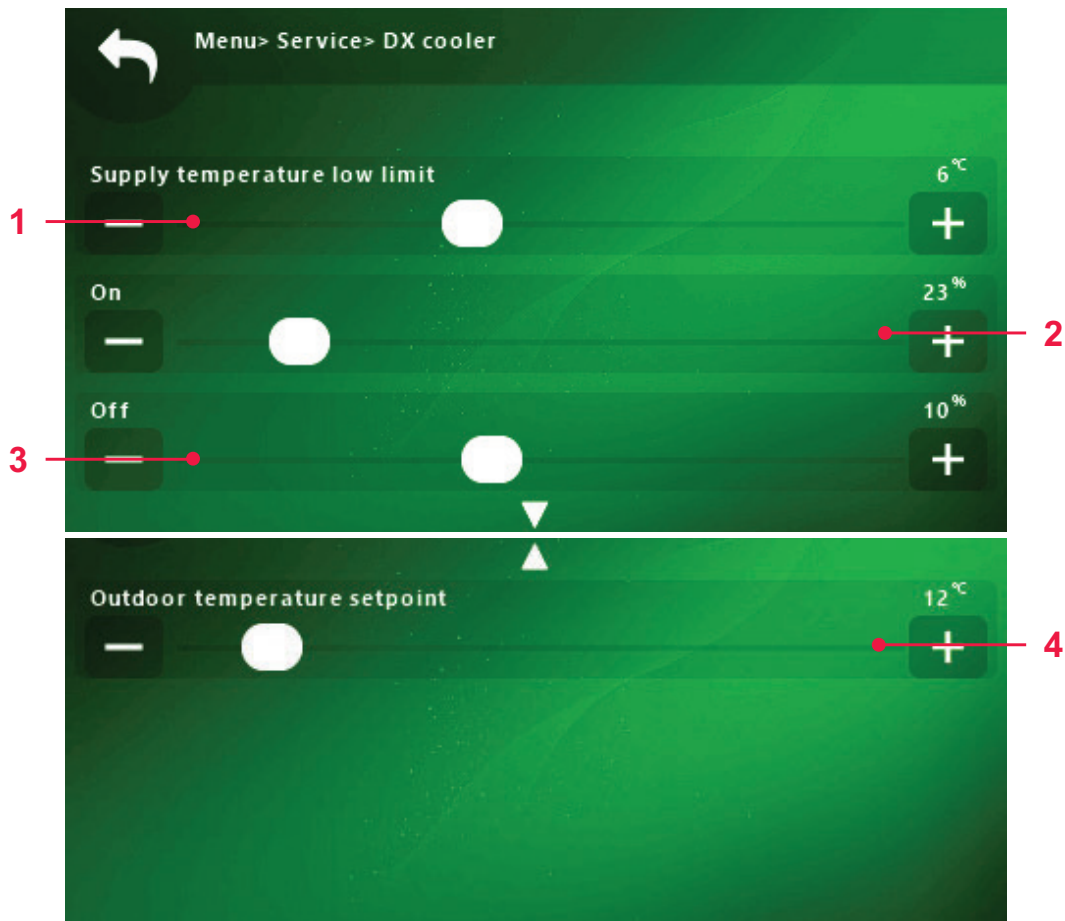 Menu> Service> DX cooler
Supply temperature low limit 6 °C
1
On 23 %
2
Off 10 %
3
Outdoor temperature setpoint 12 °C
4